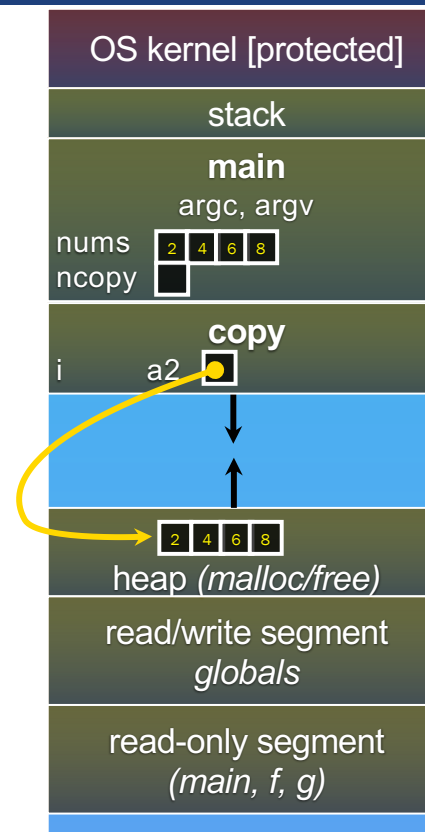 OS kernel [protected]
stack
main
argc, argv
nums 2 4 6 8
ncopy
copy
i a2
2 4 6 8
heap (malloc/free)
read/write segment
globals
read-only segment
(main, f, g)